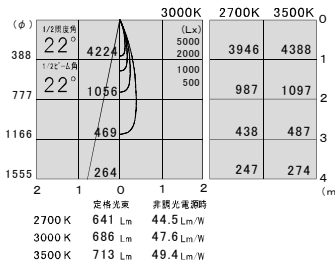 (φ) 3000K 2700K 3500K 0
1/2照度角 (Lx)
22° 5000
388 4224 2000 3946 4388 1
1/2ビーム角 1000
22° 500
777 1056 987 1097 2
1166 469 438 487 3
1555 264 247 274 4
2 1 0 1 2 (m
定格光束 非調光電源時
2700K 641 Lm 44.5 Lm/W
3000K 686 Lm 47.6 Lm/W
3500K 713 Lm 49.4 Lm/W